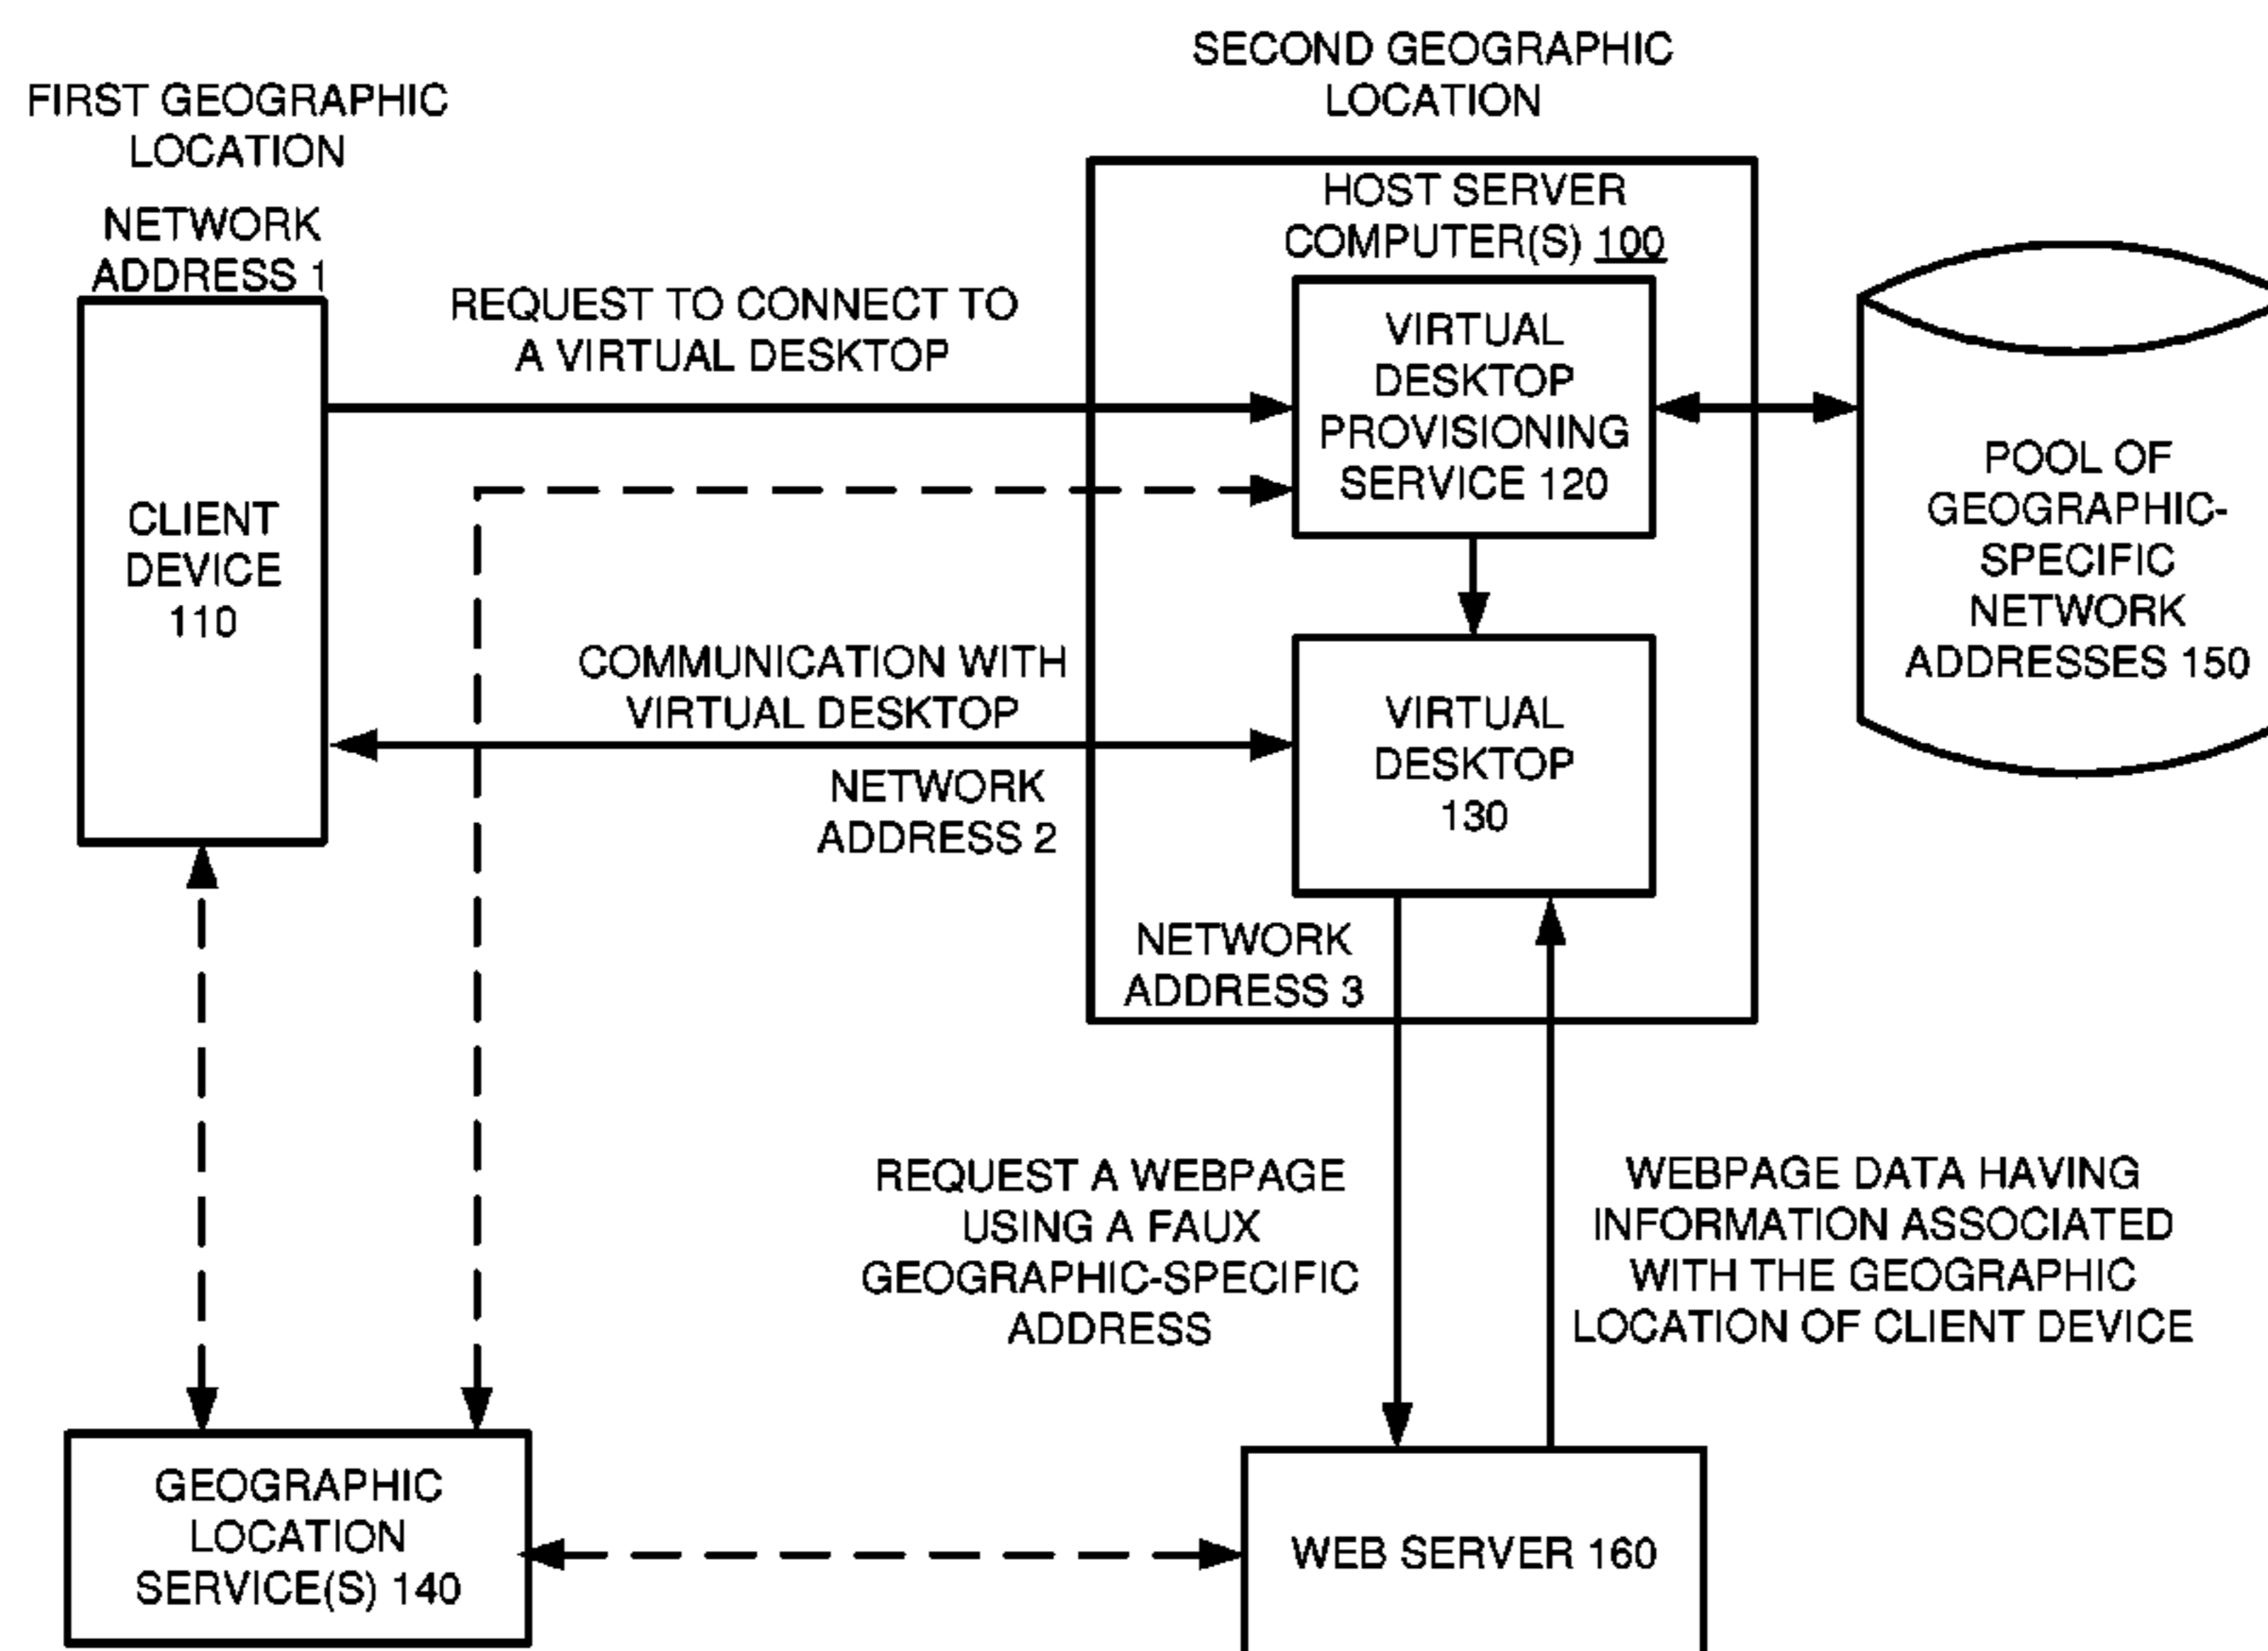 SECOND GEOGRAPHIC
LOCATION
FIRST GEOGRAPHIC
LOCATION
NETWORK
ADDRESS 1
HOST SERVER
COMPUTER(S) 100
REQUEST TO CONNECT TO
A VIRTUAL DESKTOP
VIRTUAL
DESKTOP
PROVISIONING
SERVICE 120
POOL OF
GEOGRAPHIC-
SPECIFIC
NETWORK
ADDRESSES 150
CLIENT
DEVICE
110
COMMUNICATION WITH
VIRTUAL DESKTOP
NETWORK
ADDRESS 2
VIRTUAL
DESKTOP
130
NETWORK
ADDRESS 3
REQUEST A WEBPAGE
USING A FAUX
GEOGRAPHIC-SPECIFIC
ADDRESS
WEBPAGE DATA HAVING
INFORMATION ASSOCIATED
WITH THE GEOGRAPHIC
LOCATION OF CLIENT DEVICE
GEOGRAPHIC
LOCATION
SERVICE(S) 140
WEB SERVER 160